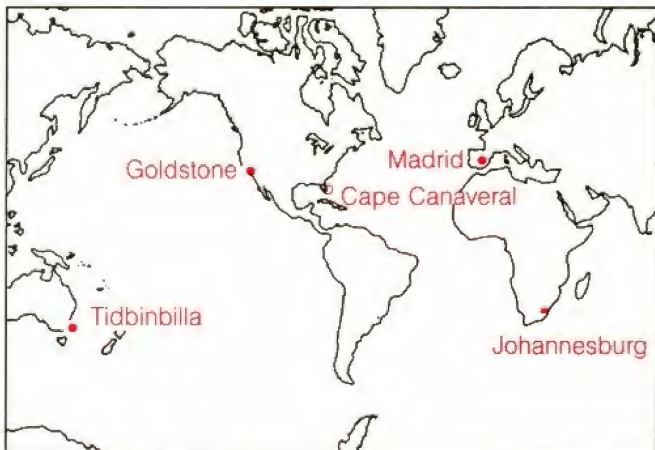 Goldstone
Madrid
Cape Canaveral
Tidbinbilla
Johannesburg